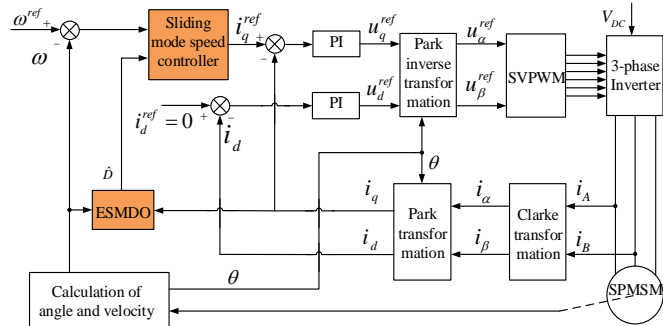 ω^ref + −
ω
Sliding
mode speed
controller
i_q^ref + −
PI
u_q^ref
Park
inverse
transfor
mation
u_α^ref
u_β^ref
SVPWM
V_DC
3-phase
Inverter
i_d^ref = 0 + −
i_d
PI
u_d^ref
D̂
θ
ESMDO
i_q
i_d
Park
transfor
mation
i_α
i_β
Clarke
transfor
mation
i_A
i_B
Calculation of
angle and velocity
θ
SPMSM